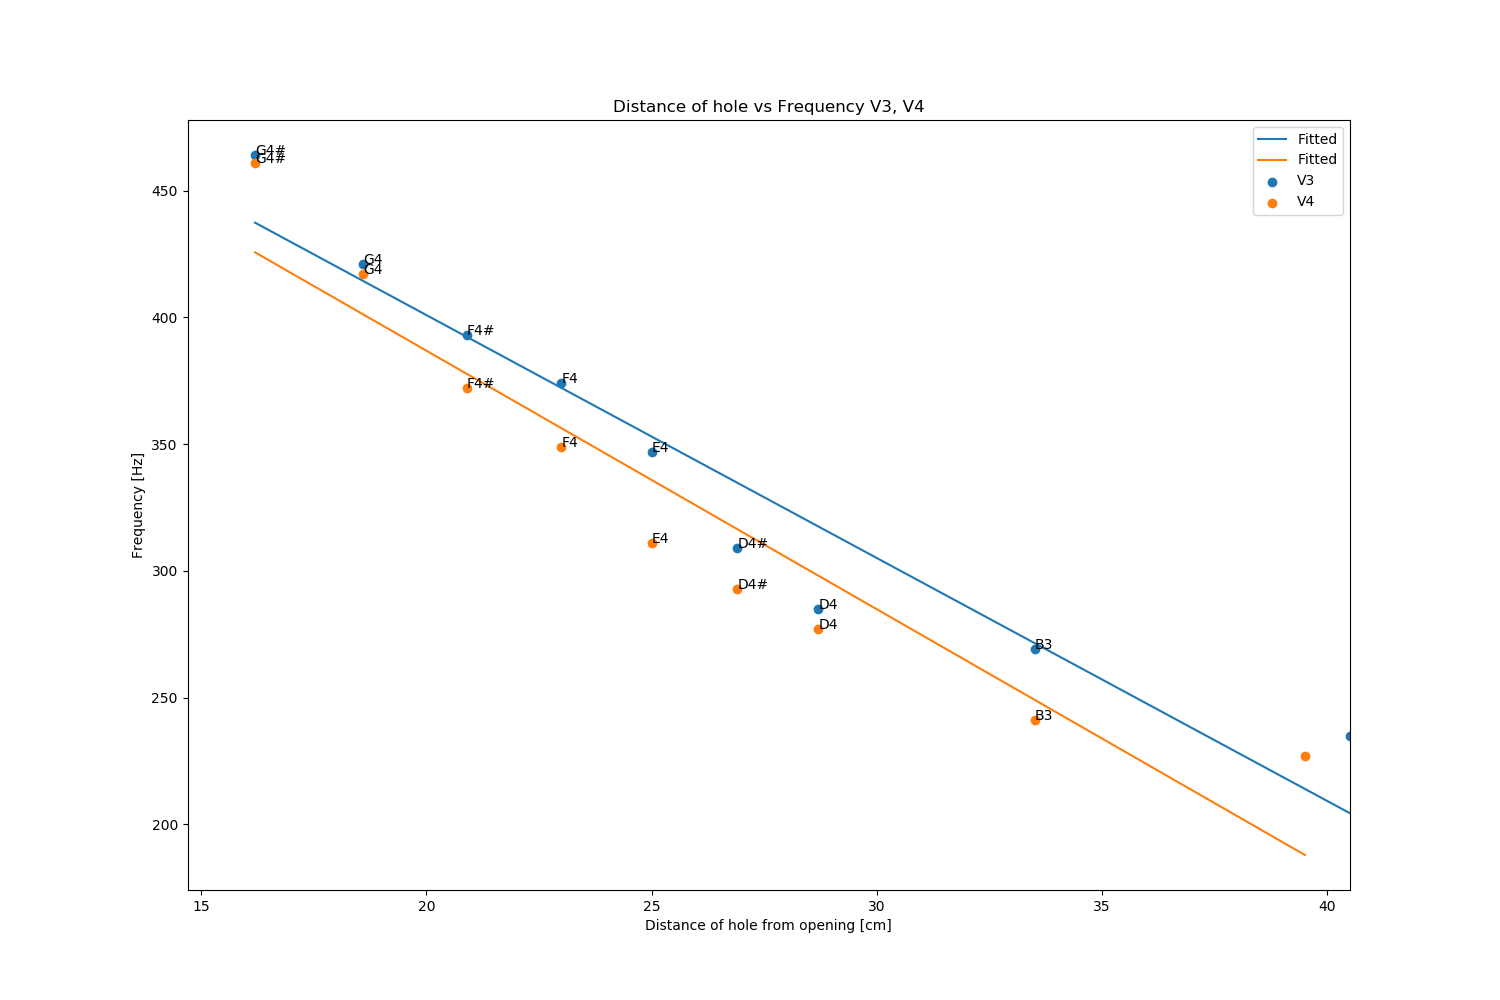 Distance of hole vs Frequency V3, V4
Fitted
Fitted
V3
V4
G4#
G4#
G4
G4
F4#
F4#
F4
F4
E4
E4
D4#
D4#
D4
D4
B3
B3
450
400
350
300
250
200
Frequency [Hz]
15 20 25 30 35 40
Distance of hole from opening [cm]